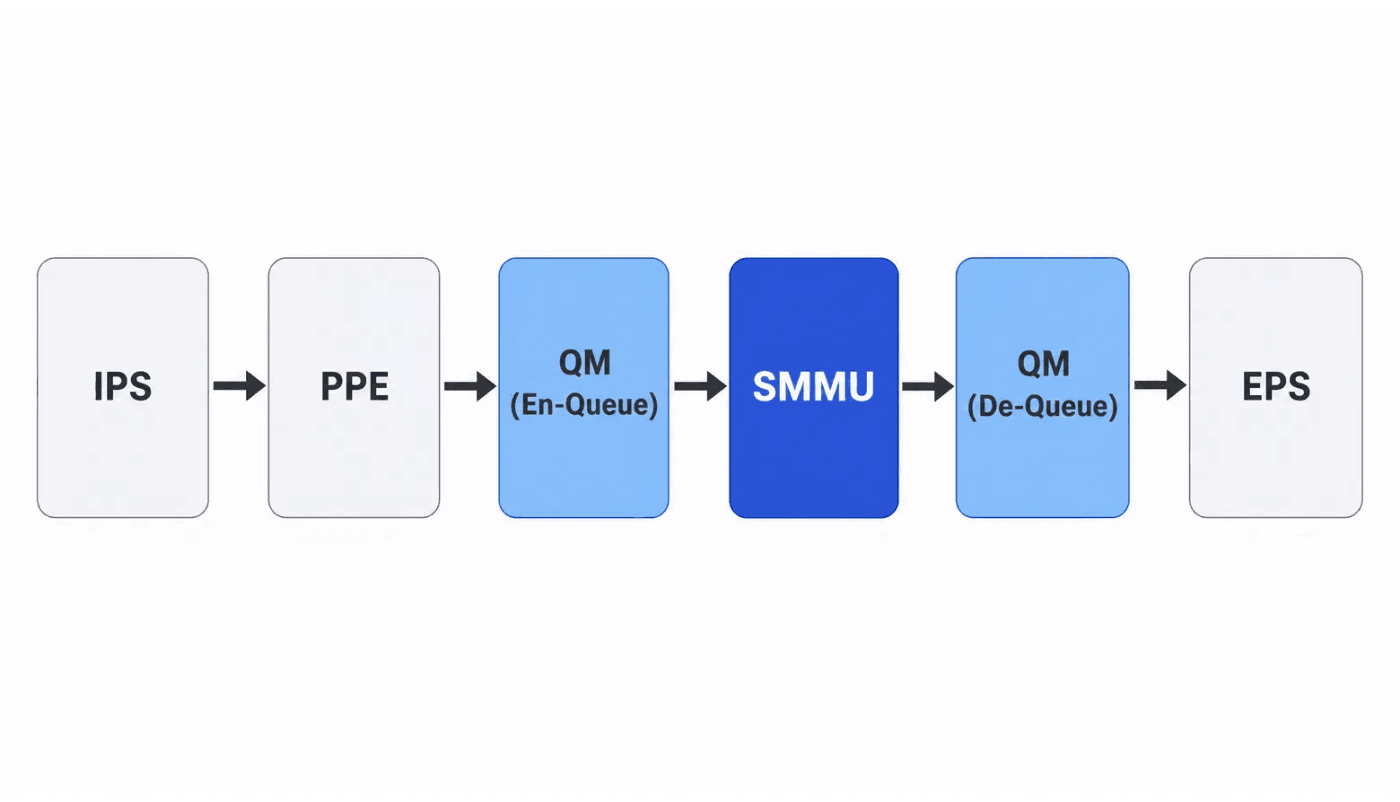 IPS
PPE
QM
(En-Queue)
SMMU
QM
(De-Queue)
EPS